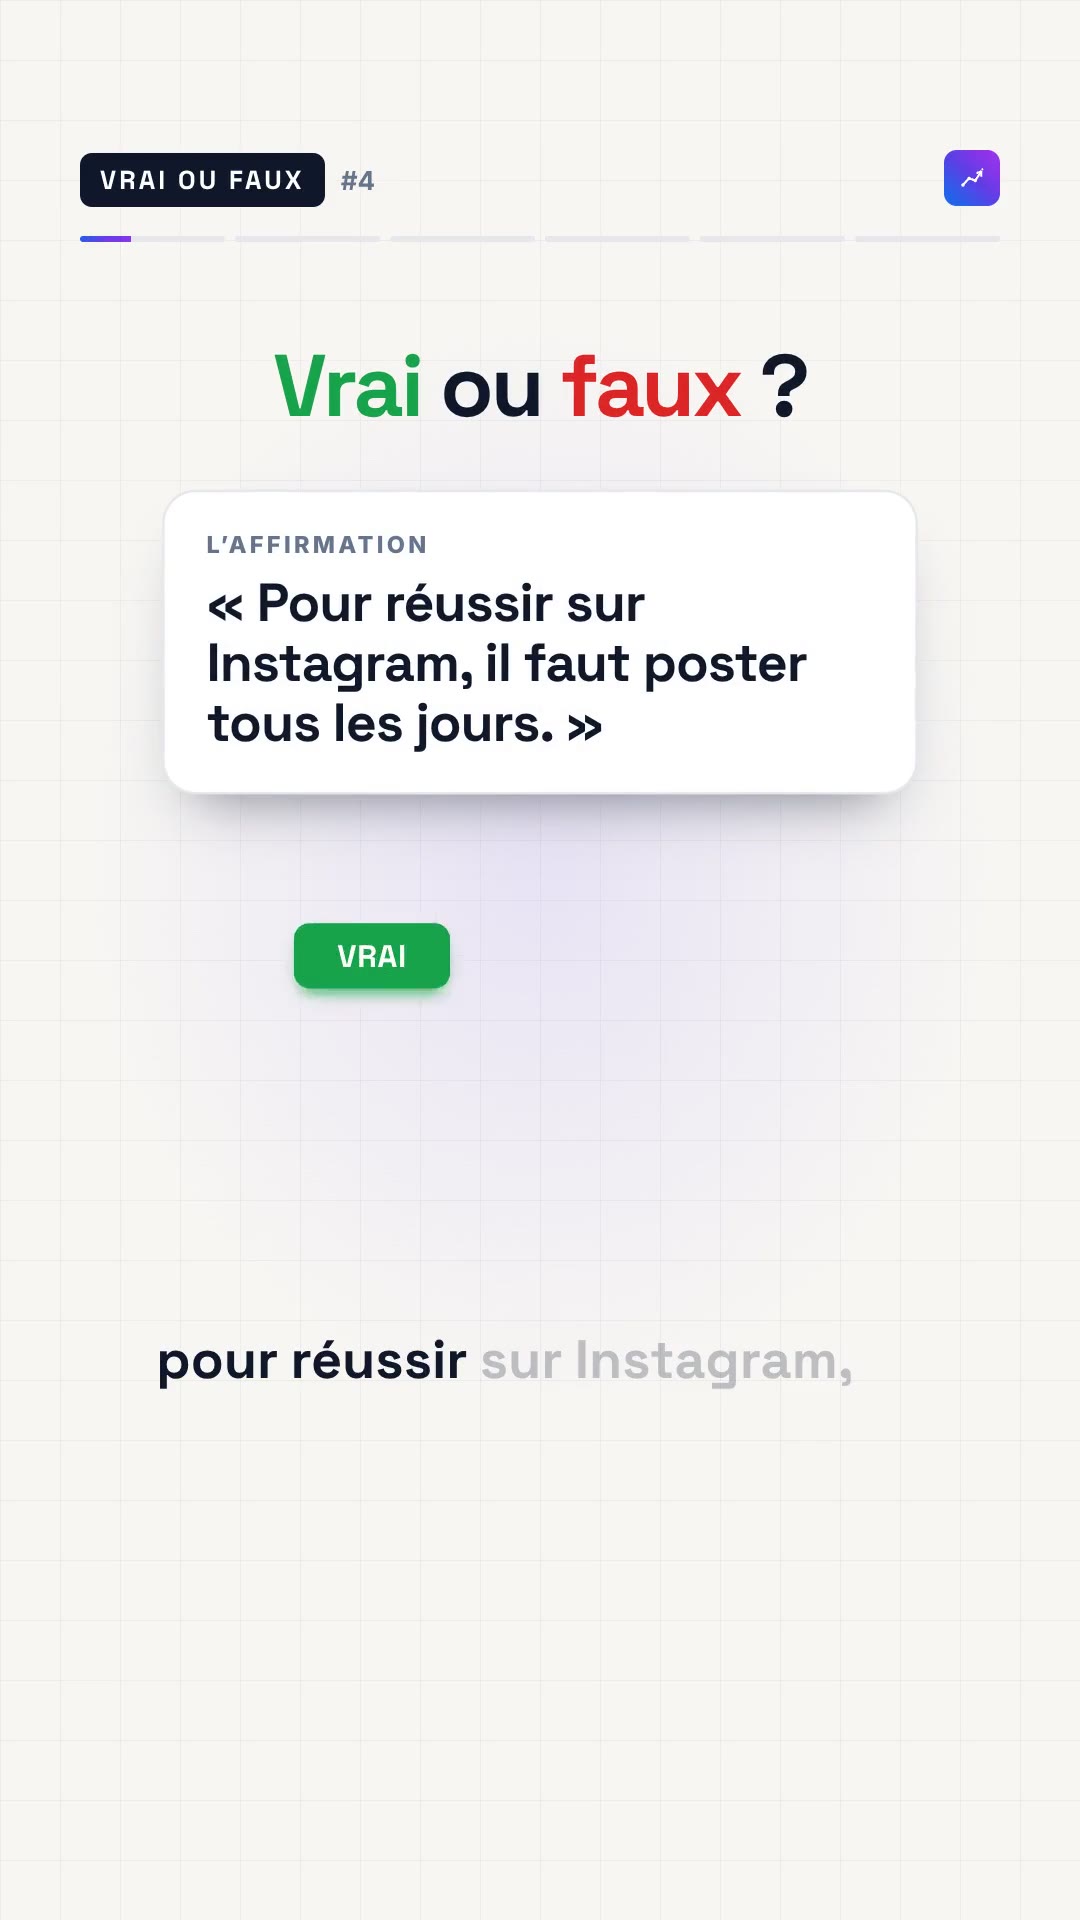 VRAI OU FAUX #4
Vrai ou faux ?
L'AFFIRMATION
« Pour réussir sur
Instagram, il faut poster
tous les jours. »
VRAI
pour réussir sur Instagram,